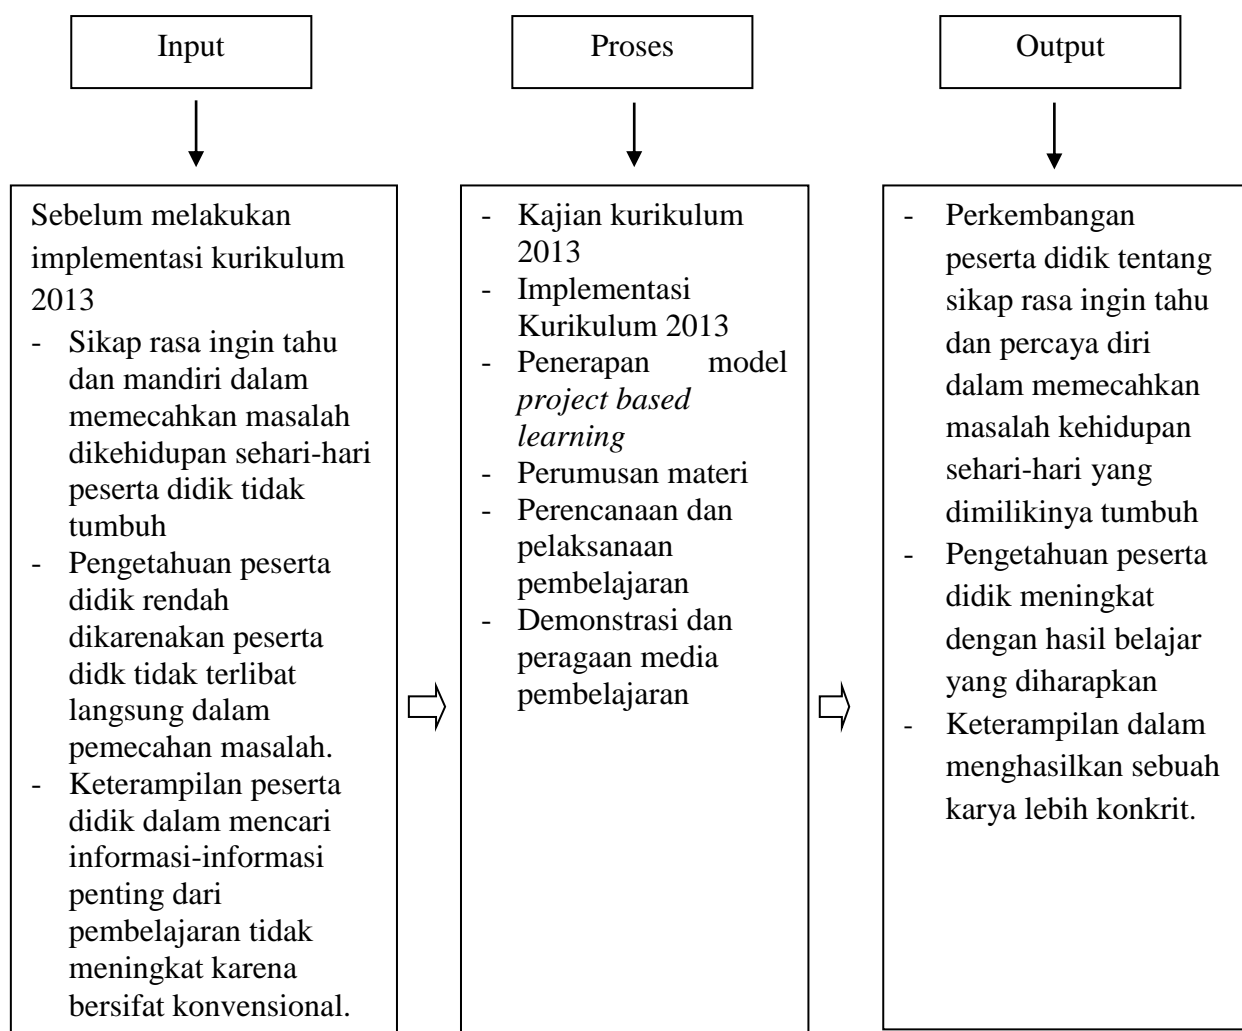 Input
Proses
Output
Sebelum melakukan
implementasi kurikulum
2013
- Sikap rasa ingin tahu
dan mandiri dalam
memecahkan masalah
dikehidupan sehari-hari
peserta didik tidak
tumbuh
- Pengetahuan peserta
didik rendah
dikarenakan peserta
didk tidak terlibat
langsung dalam
pemecahan masalah.
- Keterampilan peserta
didik dalam mencari
informasi-informasi
penting dari
pembelajaran tidak
meningkat karena
bersifat konvensional.
- Kajian kurikulum
2013
- Implementasi
Kurikulum 2013
- Penerapan model
project based
learning
- Perumusan materi
- Perencanaan dan
pelaksanaan
pembelajaran
- Demonstrasi dan
peragaan media
pembelajaran
- Perkembangan
peserta didik tentang
sikap rasa ingin tahu
dan percaya diri
dalam memecahkan
masalah kehidupan
sehari-hari yang
dimilikinya tumbuh
- Pengetahuan peserta
didik meningkat
dengan hasil belajar
yang diharapkan
- Keterampilan dalam
menghasilkan sebuah
karya lebih konkrit.